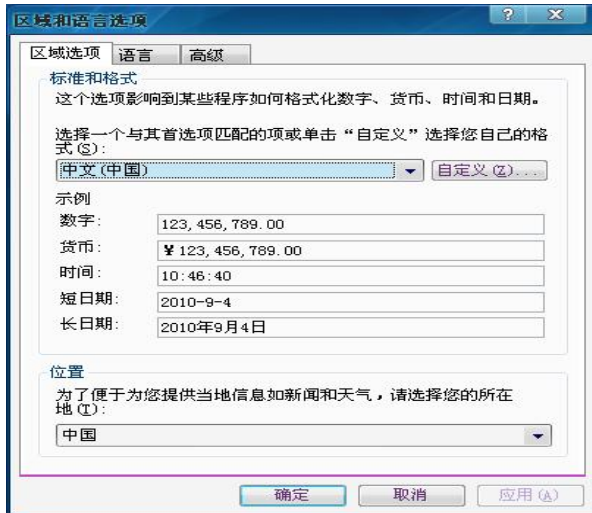 区域和语言选项
区域选项 语言 高级
标准和格式
这个选项影响到某些程序如何格式化数字、货币、时间和日期。
选择一个与其首选项匹配的项或单击“自定义”选择您自己的格
式(S):
中文(中国) 自定义(Z)...
示例
数字: 123,456,789.00
货币: ￥123,456,789.00
时间: 10:46:40
短日期: 2010-9-4
长日期: 2010年9月4日
位置
为了便于为您提供当地信息如新闻和天气，请选择您的所在
地(T):
中国
确定 取消 应用(A)